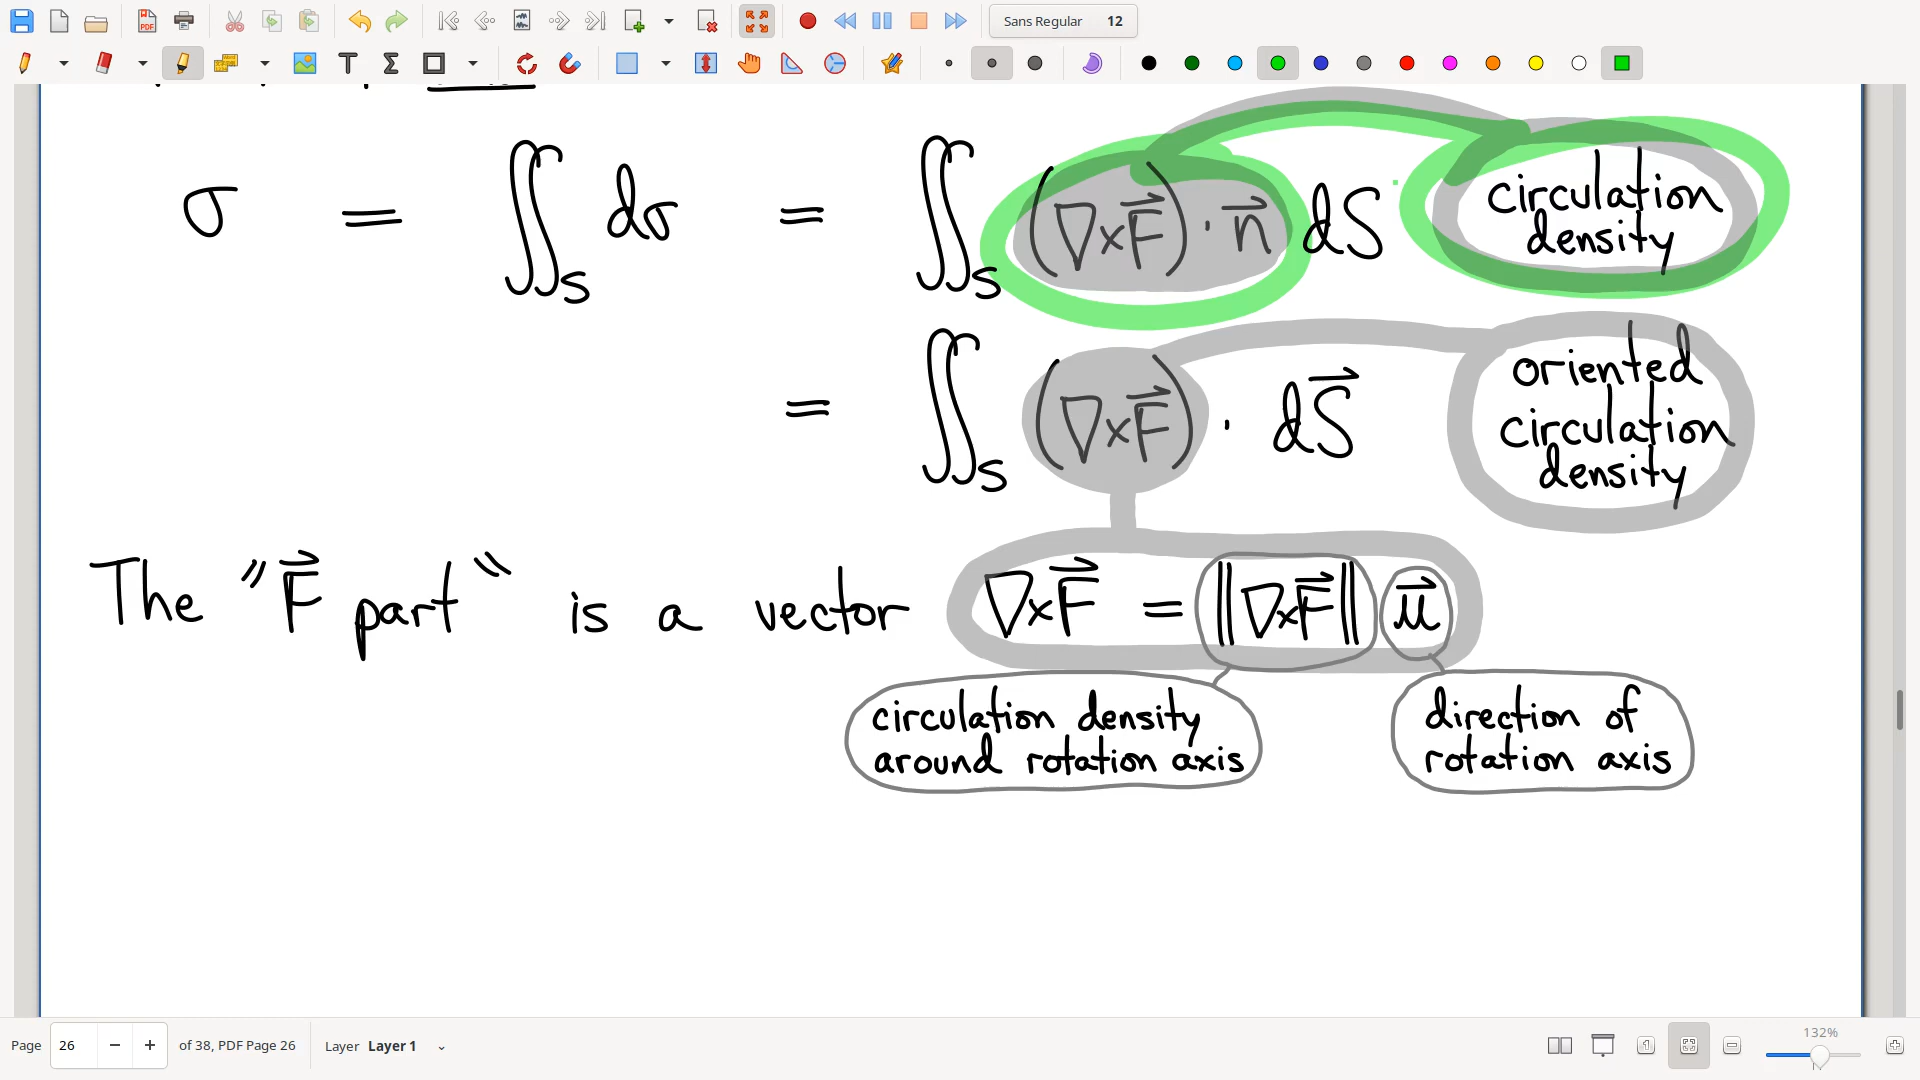 Sans Regular 12
σ = ∬_S dσ = ∬_S (∇×F⃗)·n⃗ dS circulation density
= ∬_S (∇×F⃗) · dS⃗ oriented circulation density
The "F⃗ part" is a vector ∇×F⃗ = ‖∇×F⃗‖ u⃗
circulation density around rotation axis
direction of rotation axis
Page 26 − + of 38, PDF Page 26 Layer Layer 1
132%